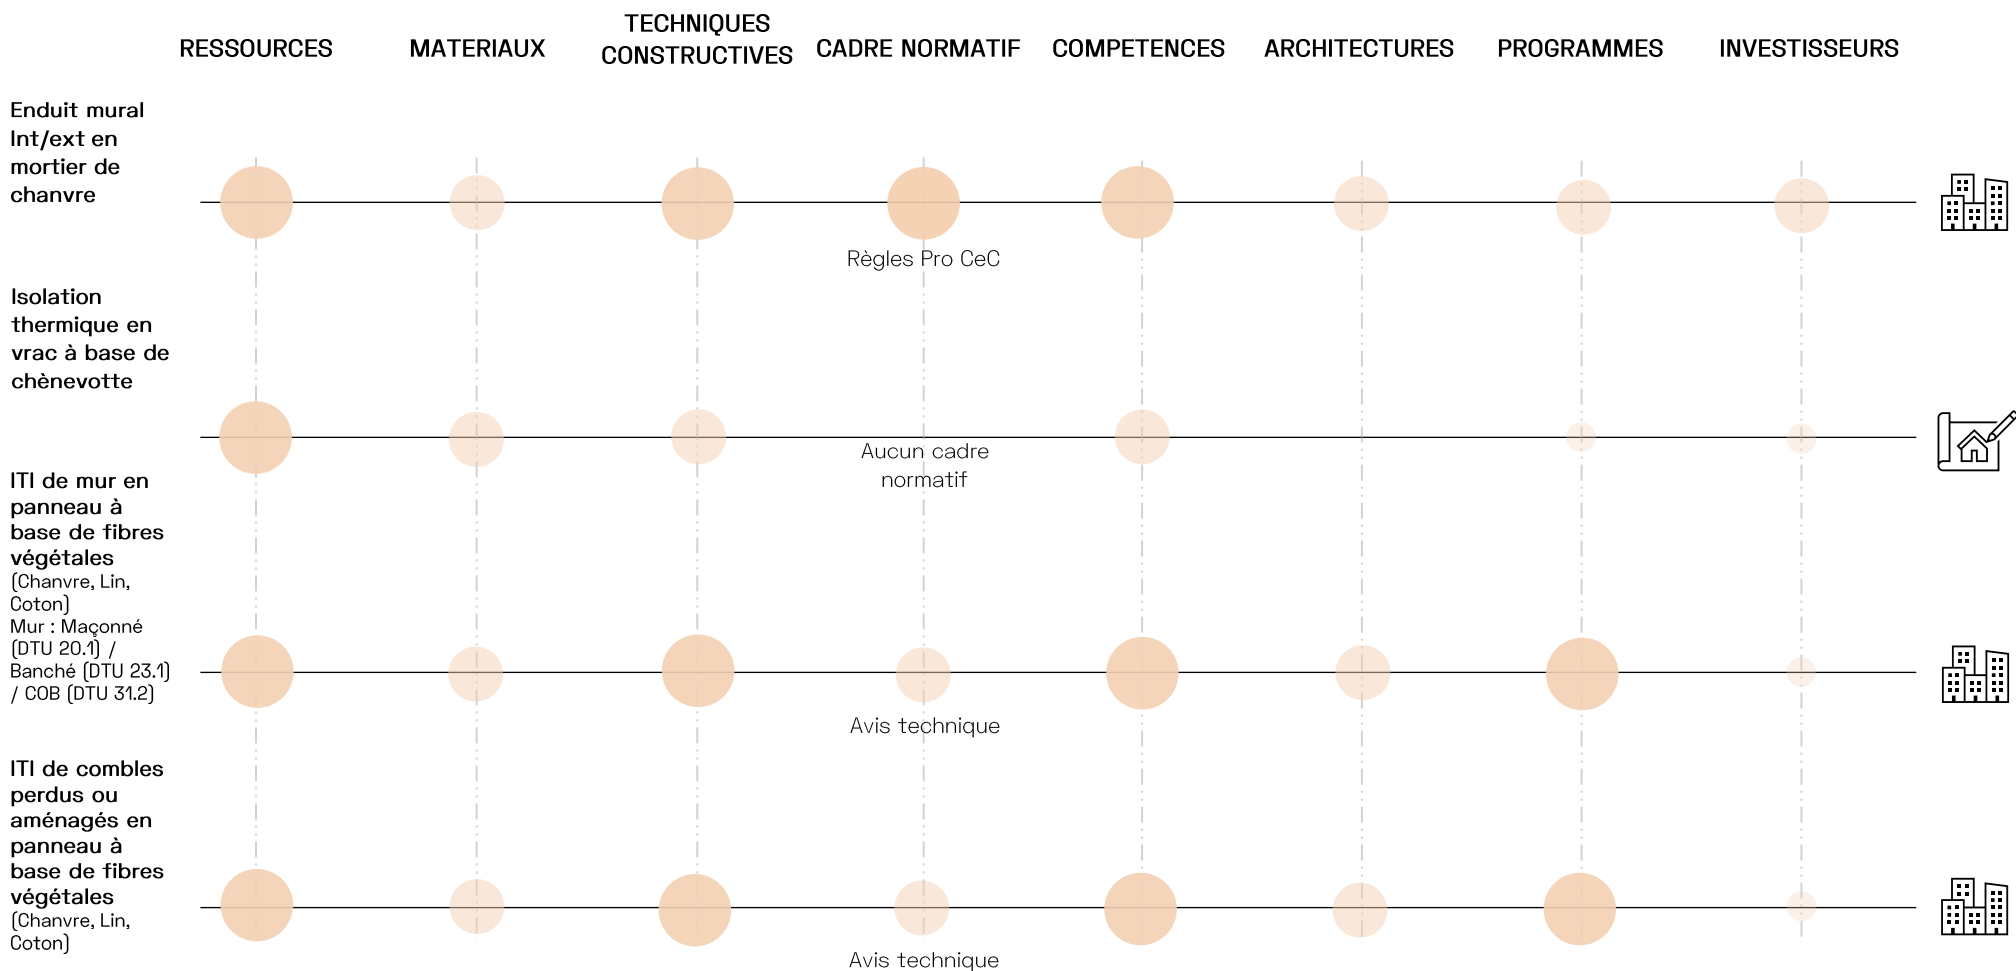 RESSOURCES
MATERIAUX
TECHNIQUES
CONSTRUCTIVES
CADRE NORMATIF
COMPETENCES
ARCHITECTURES
PROGRAMMES
INVESTISSEURS
Enduit mural
Int/ext en
mortier de
chanvre
Règles Pro CeC
Isolation
thermique en
vrac à base de
chènevotte
Aucun cadre
normatif
ITI de mur en
panneau à
base de fibres
végétales
(Chanvre, Lin,
Coton)
Mur : Maçonné
(DTU 20.1) /
Banché (DTU 23.1)
/ COB (DTU 31.2)
Avis technique
ITI de combles
perdus ou
aménagés en
panneau à
base de fibres
végétales
(Chanvre, Lin,
Coton)
Avis technique